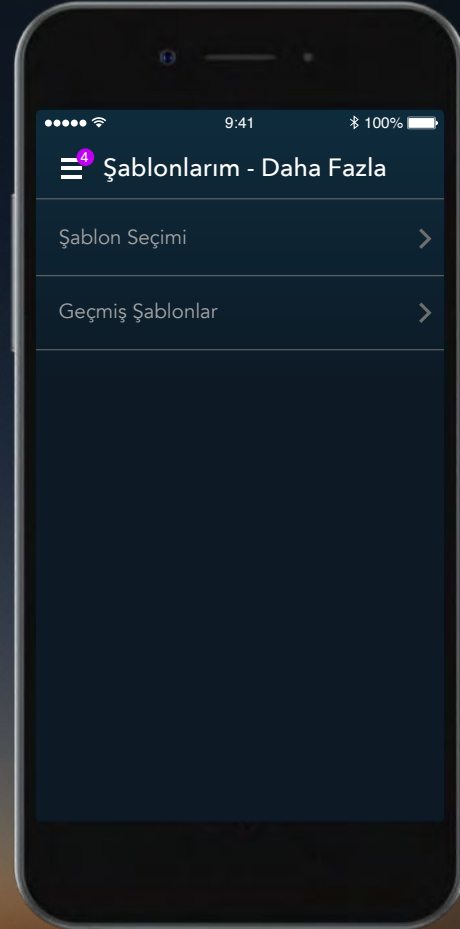 9:41
100%
4
Şablonlarım - Daha Fazla
Şablon Seçimi
Geçmiş Şablonlar